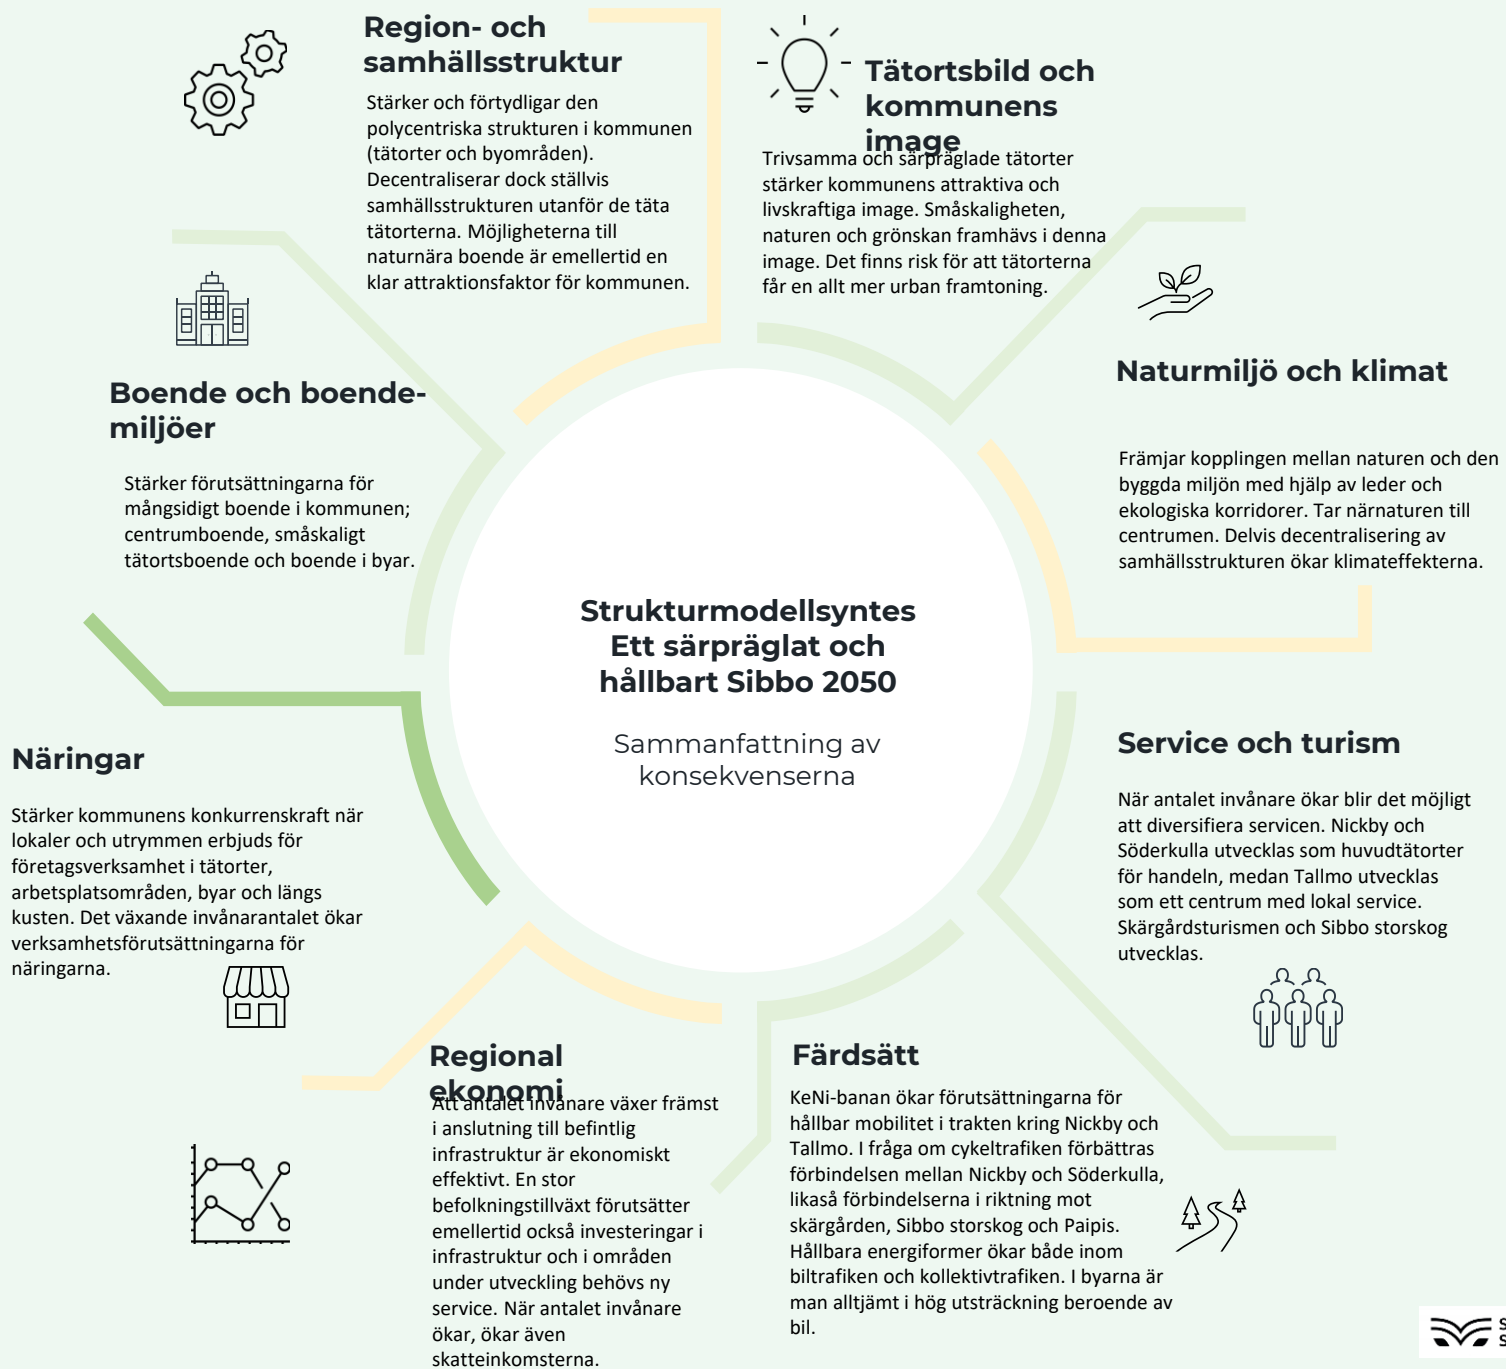 Region- och
samhällsstruktur
Stärker och förtydligar den
polycentriska strukturen i kommunen
(tätorter och byområden).
Decentraliserar dock ställvis
samhällsstrukturen utanför de täta
tätorterna. Möjligheterna till
naturnära boende är emellertid en
klar attraktionsfaktor för kommunen.
Tätortsbild och
kommunens
image
Trivsamma och särpräglade tätorter
stärker kommunens attraktiva och
livskraftiga image. Småskaligheten,
naturen och grönskan framhävs i denna
image. Det finns risk för att tätorterna
får en allt mer urban framtoning.
Boende och boende-
miljöer
Stärker förutsättningarna för
mångsidigt boende i kommunen;
centrumboende, småskaligt
tätortsboende och boende i byar.
Naturmiljö och klimat
Främjar kopplingen mellan naturen och den
byggda miljön med hjälp av leder och
ekologiska korridorer. Tar närnaturen till
centrumen. Delvis decentralisering av
samhällsstrukturen ökar klimateffekterna.
Strukturmodellsyntes
Ett särpräglat och
hållbart Sibbo 2050
Sammanfattning av
konsekvenserna
Näringar
Stärker kommunens konkurrenskraft när
lokaler och utrymmen erbjuds för
företagsverksamhet i tätorter,
arbetsplatsområden, byar och längs
kusten. Det växande invånarantalet ökar
verksamhetsförutsättningarna för
näringarna.
Service och turism
När antalet invånare ökar blir det möjligt
att diversifiera servicen. Nickby och
Söderkulla utvecklas som huvudtätorter
för handeln, medan Tallmo utvecklas
som ett centrum med lokal service.
Skärgårdsturismen och Sibbo storskog
utvecklas.
Regional
ekonomi
Att antalet invånare växer främst
i anslutning till befintlig
infrastruktur är ekonomiskt
effektivt. En stor
befolkningstillväxt förutsätter
emellertid också investeringar i
infrastruktur och i områden
under utveckling behövs ny
service. När antalet invånare
ökar, ökar även
skatteinkomsterna.
Färdsätt
KeNi-banan ökar förutsättningarna för
hållbar mobilitet i trakten kring Nickby och
Tallmo. I fråga om cykeltrafiken förbättras
förbindelsen mellan Nickby och Söderkulla,
likaså förbindelserna i riktning mot
skärgården, Sibbo storskog och Paipis.
Hållbara energiformer ökar både inom
biltrafiken och kollektivtrafiken. I byarna är
man alltjämt i hög utsträckning beroende av
bil.